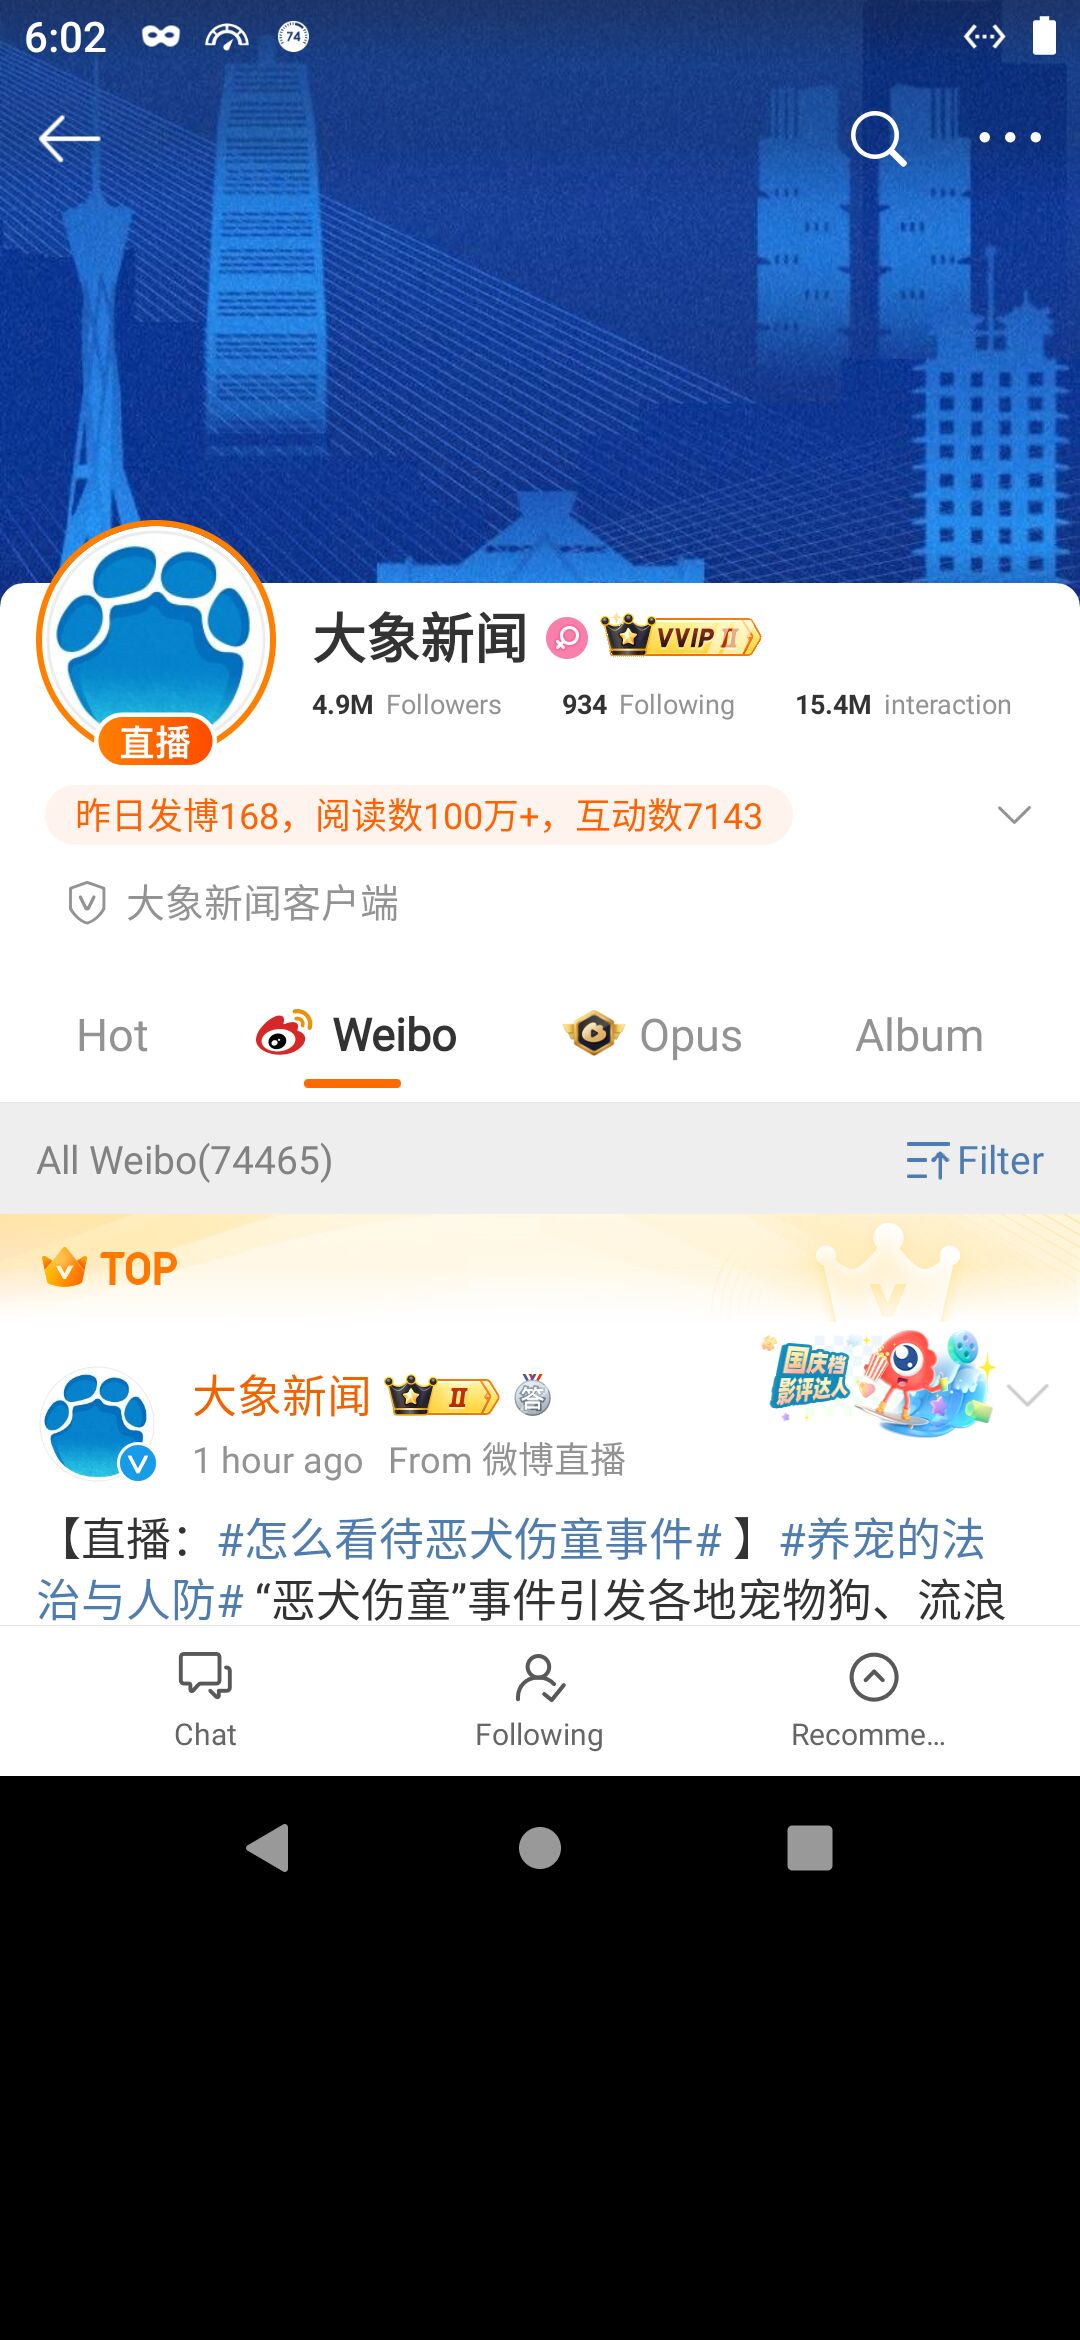 6:02
74
大象新闻 VVIP II
4.9M Followers 934 Following 15.4M interaction
直播
昨日发博168，阅读数100万+，互动数7143
大象新闻客户端
Hot Weibo Opus Album
All Weibo(74465) Filter
TOP
国庆档
影评达人
大象新闻 II 答
1 hour ago From 微博直播
【直播：#怎么看待恶犬伤童事件# 】#养宠的法
治与人防# “恶犬伤童”事件引发各地宠物狗、流浪
Chat Following Recomme...